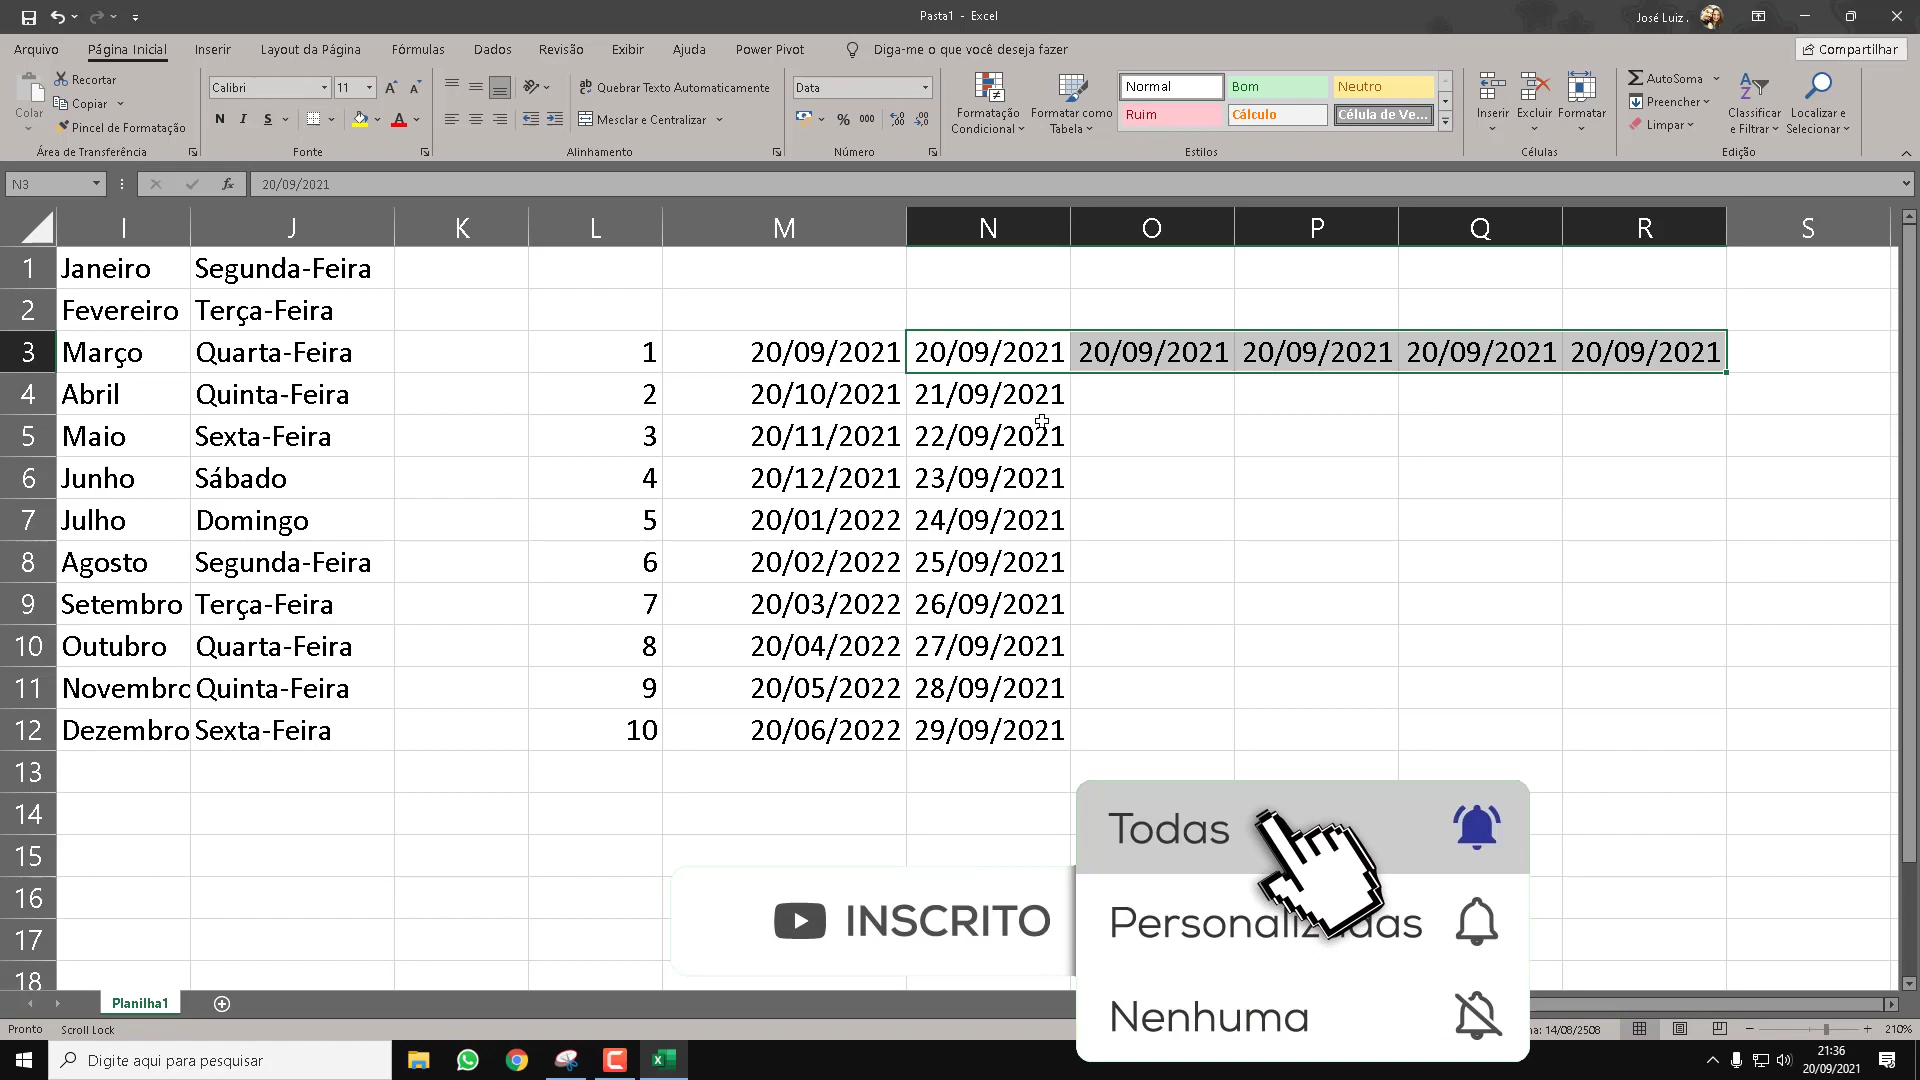 Pasta1 - Excel
José Luiz .
Arquivo
Página Inicial
Inserir
Layout da Página
Fórmulas
Dados
Revisão
Exibir
Ajuda
Power Pivot
Diga-me o que você deseja fazer
Compartilhar
Colar
Recortar
Copiar
Pincel de Formatação
Área de Transferência
Calibri
11
N I S
Fonte
Quebrar Texto Automaticamente
Mesclar e Centralizar
Alinhamento
Data
% 000
Número
Formatação Condicional
Formatar como Tabela
Normal
Bom
Neutro
Ruim
Cálculo
Célula de Ve...
Estilos
Inserir
Excluir
Formatar
Células
AutoSoma
Preencher
Limpar
Classificar e Filtrar
Localizar e Selecionar
Edição
N3
fx
20/09/2021
I J K L M N O P Q R S
1 Janeiro Segunda-Feira
2 Fevereiro Terça-Feira
3 Março Quarta-Feira 1 20/09/2021 20/09/2021 20/09/2021 20/09/2021 20/09/2021 20/09/2021
4 Abril Quinta-Feira 2 20/10/2021 21/09/2021
5 Maio Sexta-Feira 3 20/11/2021 22/09/2021
6 Junho Sábado 4 20/12/2021 23/09/2021
7 Julho Domingo 5 20/01/2022 24/09/2021
8 Agosto Segunda-Feira 6 20/02/2022 25/09/2021
9 Setembro Terça-Feira 7 20/03/2022 26/09/2021
10 Outubro Quarta-Feira 8 20/04/2022 27/09/2021
11 Novembro Quinta-Feira 9 20/05/2022 28/09/2021
12 Dezembro Sexta-Feira 10 20/06/2022 29/09/2021
13
14
15
16
17
18
Todas
INSCRITO
Personalizadas
Nenhuma
Planilha1
Pronto
Scroll Lock
14/08/2508
210%
Digite aqui para pesquisar
21:36
20/09/2021